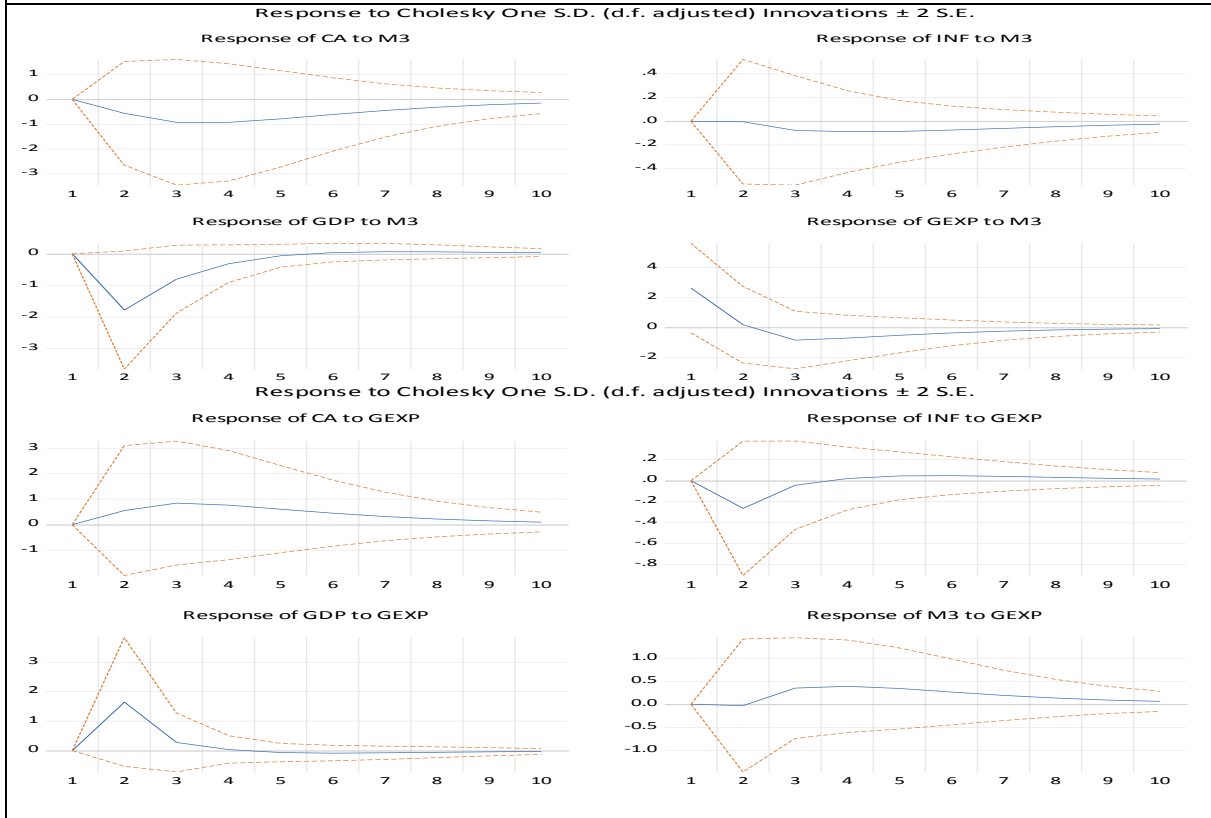 Response to Cholesky One S.D. (d.f. adjusted) Innovations ± 2 S.E.
Response of CA to M3
1
0
-1
-2
-3
1 2 3 4 5 6 7 8 9 10
Response of INF to M3
.4
.2
.0
-.2
-.4
1 2 3 4 5 6 7 8 9 10
Response of GDP to M3
0
-1
-2
-3
1 2 3 4 5 6 7 8 9 10
Response of GEXP to M3
4
2
0
-2
1 2 3 4 5 6 7 8 9 10
Response to Cholesky One S.D. (d.f. adjusted) Innovations ± 2 S.E.
Response of CA to GEXP
3
2
1
0
-1
1 2 3 4 5 6 7 8 9 10
Response of INF to GEXP
.2
.0
-.2
-.4
-.6
-.8
1 2 3 4 5 6 7 8 9 10
Response of GDP to GEXP
3
2
1
0
1 2 3 4 5 6 7 8 9 10
Response of M3 to GEXP
1.0
0.5
0.0
-0.5
-1.0
1 2 3 4 5 6 7 8 9 10